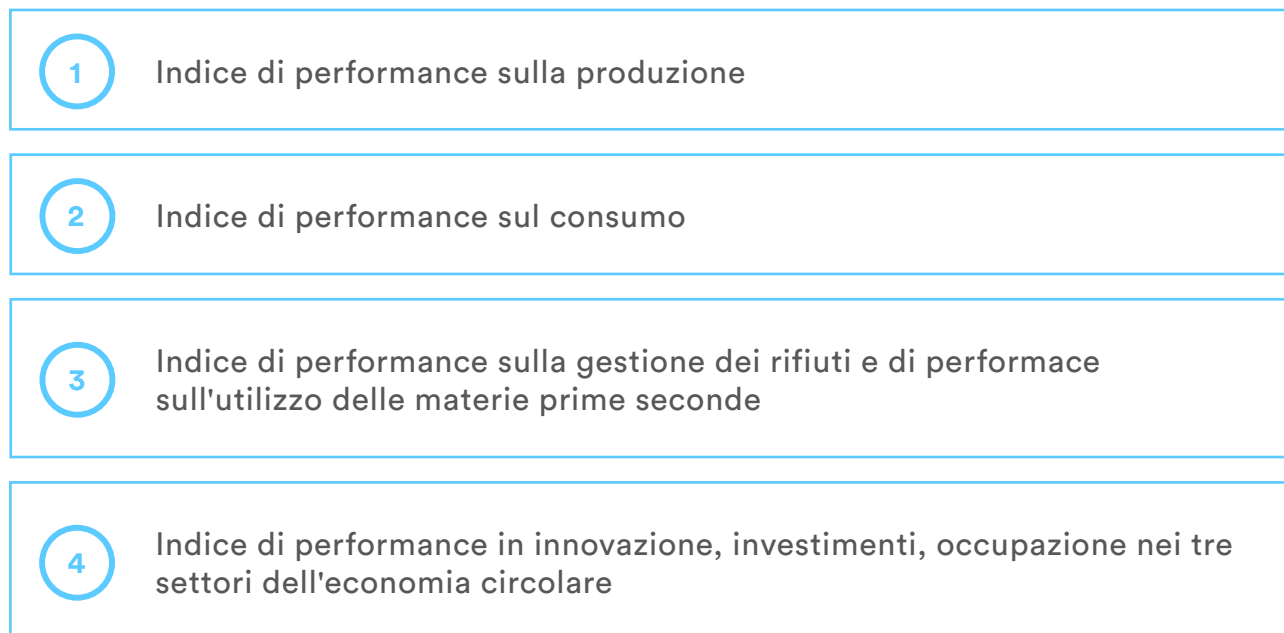 1
Indice di performance sulla produzione
2
Indice di performance sul consumo
3
Indice di performance sulla gestione dei rifiuti e di performace
sull'utilizzo delle materie prime seconde
4
Indice di performance in innovazione, investimenti, occupazione nei tre
settori dell'economia circolare